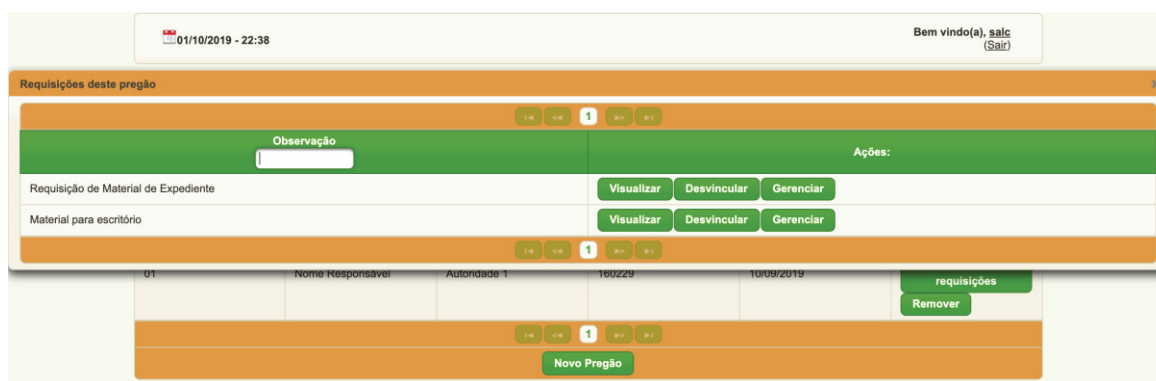 01/10/2019 - 22:38
Bem vindo(a), salc
(Sair)
Requisições deste pregão
1
Observação
Ações:
Requisição de Material de Expediente Visualizar Desvincular Gerenciar
Material para escritório Visualizar Desvincular Gerenciar
1
01 Nome Responsável Autoridade 1 160229 10/09/2019 requisições
Remover
1
Novo Pregão